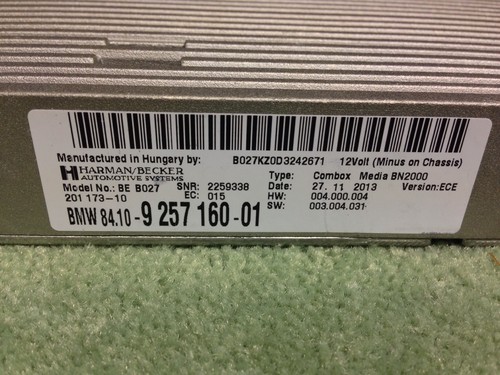 Manufactured in Hungary by: B027KZ0D3242671 12Volt (Minus on Chassis)
HARMAN/BECKER
AUTOMOTIVE SYSTEMS
Type: Combox Media BN2000
Model No.: BE B027 SNR: 2259338 Date: 27. 11 2013 Version:ECE
201 173-10 EC: 015 HW: 004.000.004
SW: 003.004.031
BMW 84.10-9 257 160-01